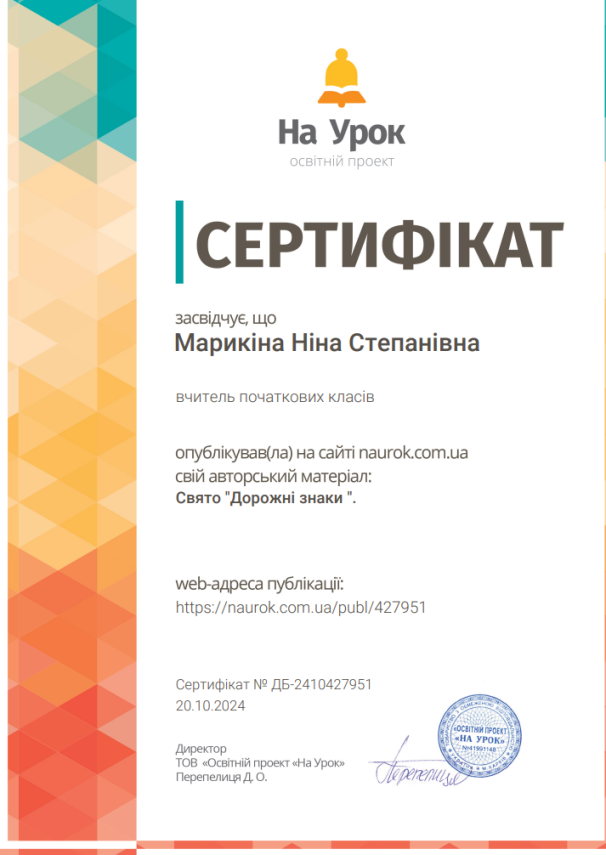 На Урок
освітній проект
СЕРТИФІКАТ
засвідчує, що
Марикіна Ніна Степанівна
вчитель початкових класів
опублікував(ла) на сайті naurok.com.ua
свій авторський матеріал:
Свято "Дорожні знаки ".
web-адреса публікації:
https://naurok.com.ua/publ/427951
Сертифікат № ДБ-2410427951
20.10.2024
Директор
ТОВ «Освітній проект «На Урок»
Перепелиця Д. О.
Перепелиця
«ОСВІТНІЙ ПРОЕКТ
«НА УРОК»